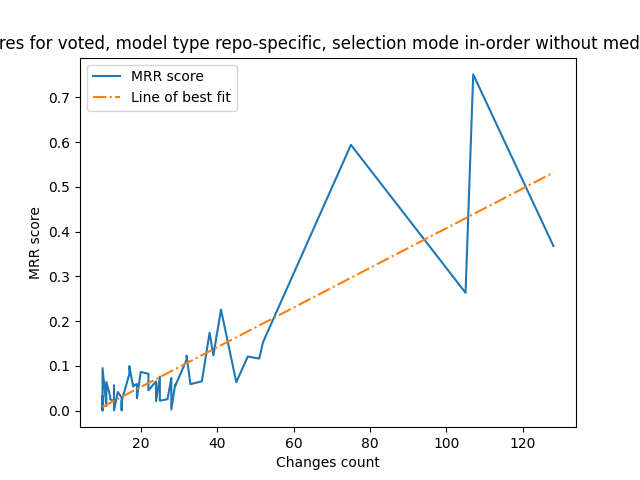 res for voted, model type repo-specific, selection mode in-order without med
MRR score
Line of best fit
MRR score
0.7
0.6
0.5
0.4
0.3
0.2
0.1
0.0
20 40 60 80 100 120
Changes count